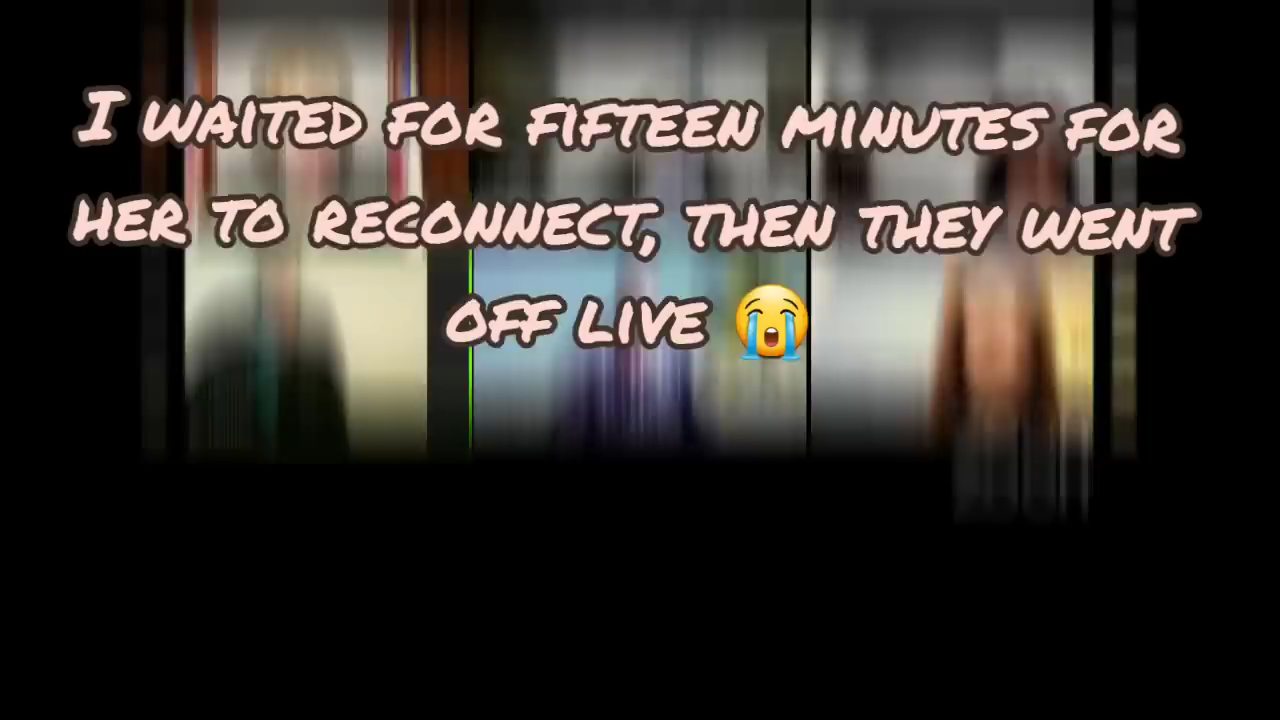 I WAITED FOR FIFTEEN MINUTES FOR
HER TO RECONNECT, THEN THEY WENT
OFF LIVE 😭